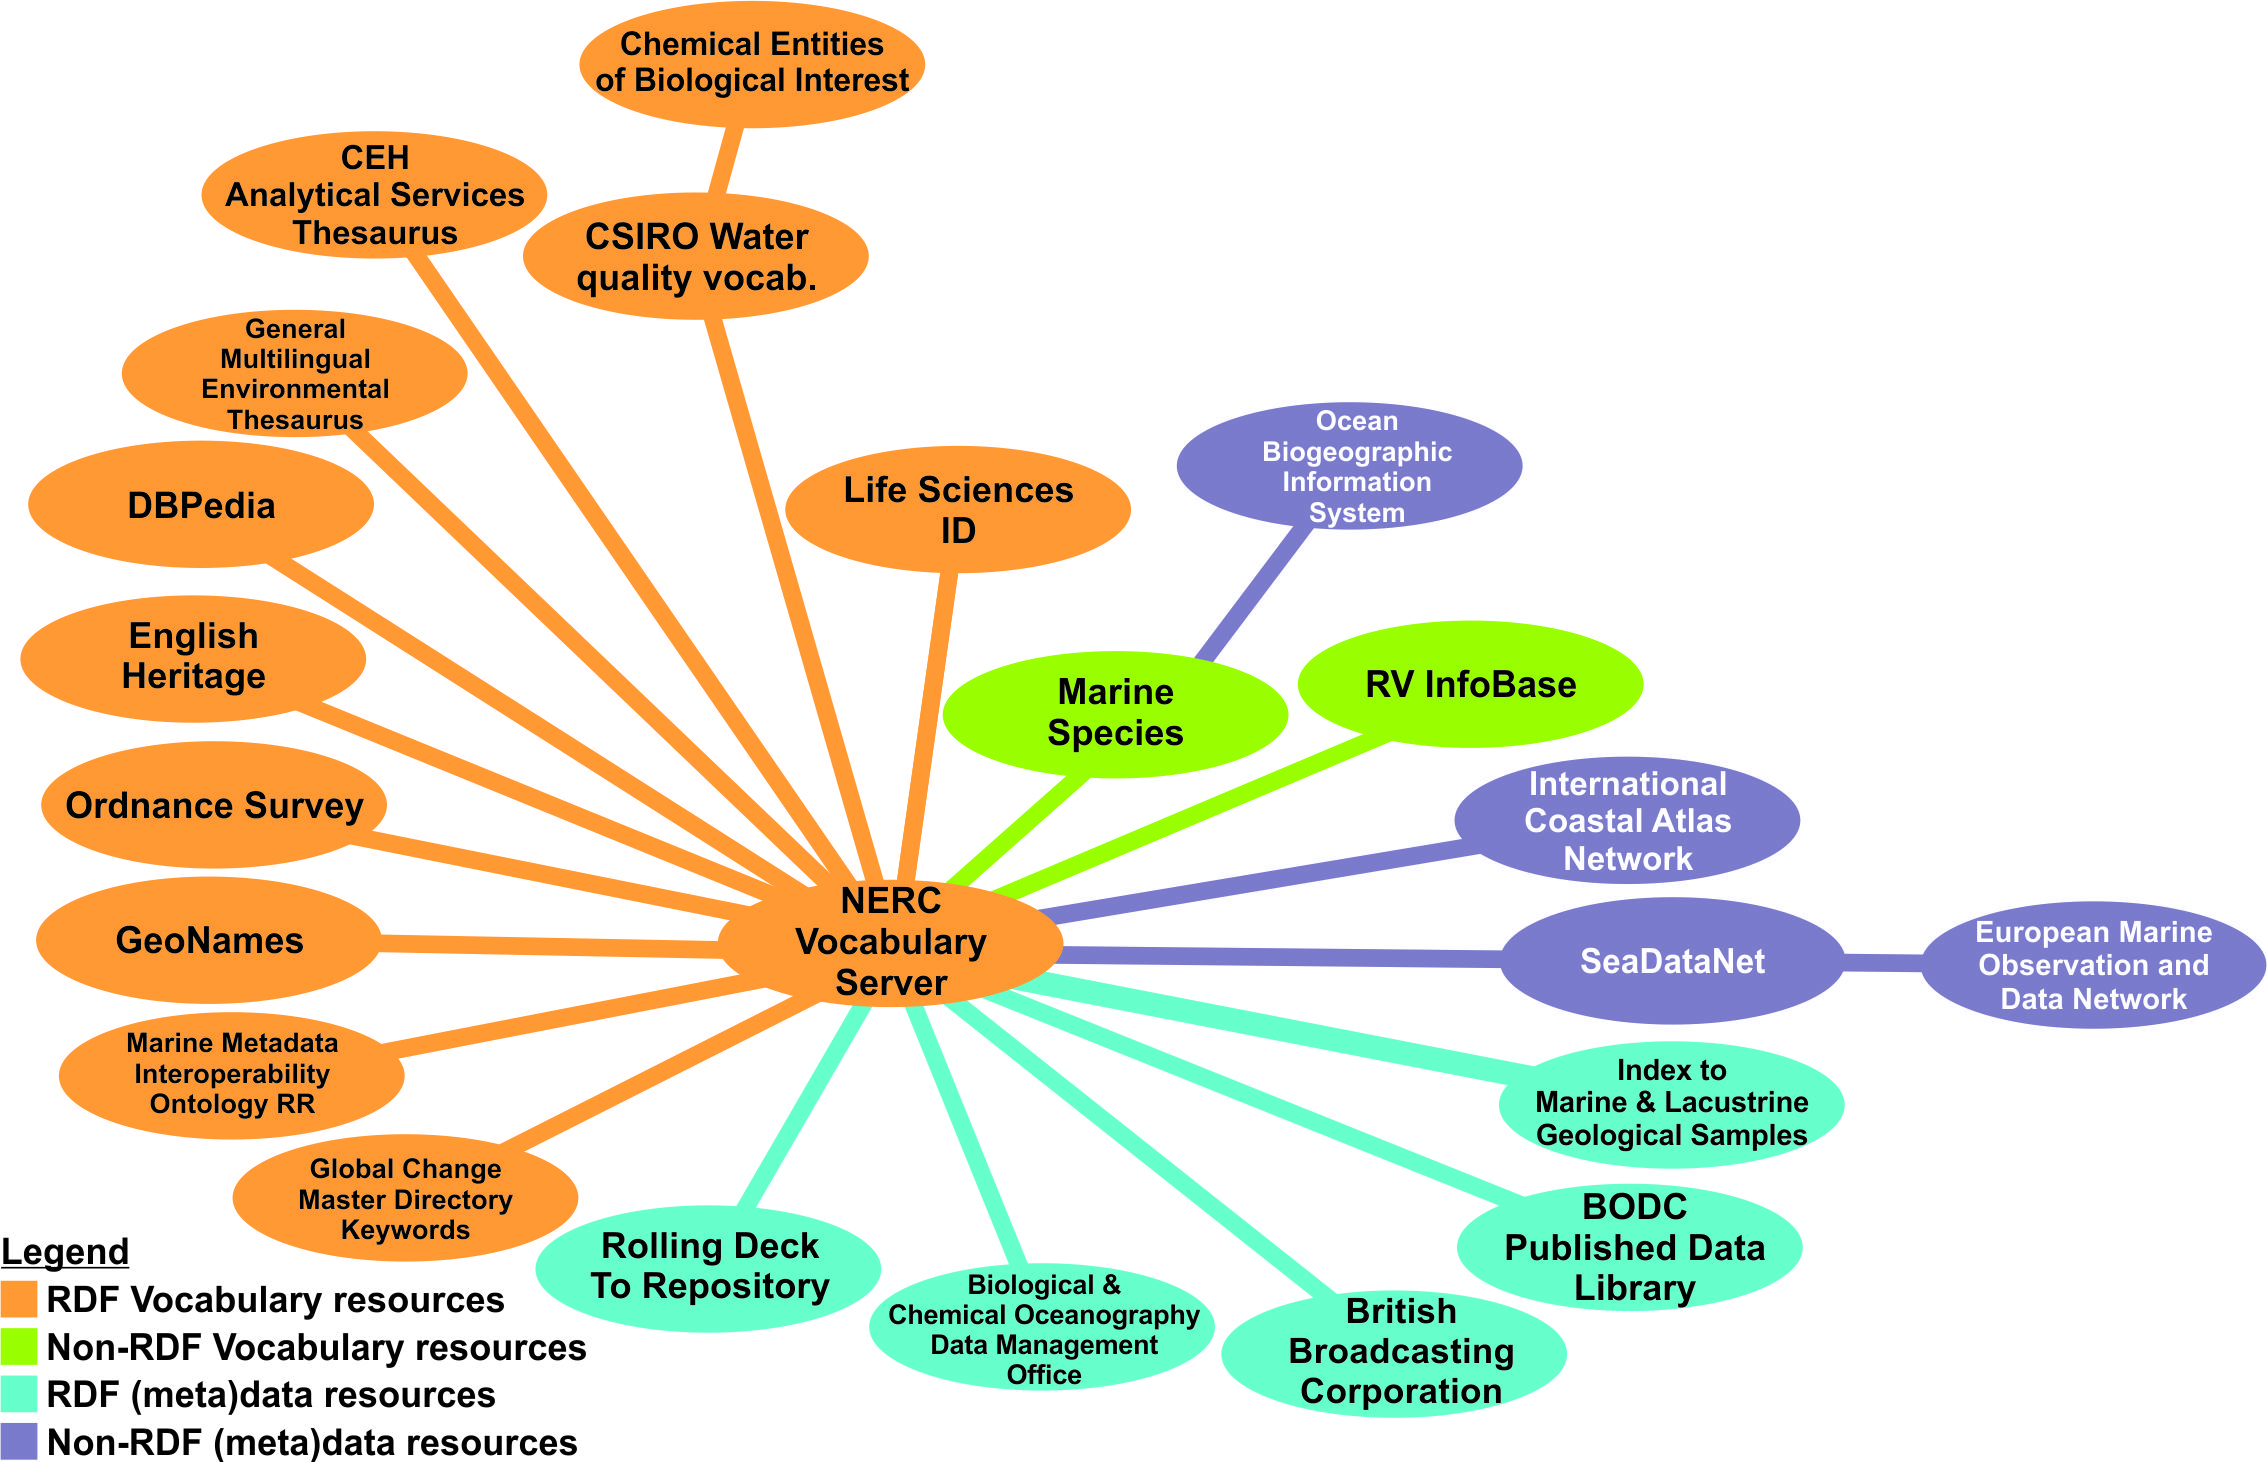 Chemical Entities
of Biological Interest
CEH
Analytical Services
Thesaurus
CSIRO Water
quality vocab.
General
Multilingual
Environmental
Thesaurus
Ocean
Biogeographic
Information
System
DBPedia
Life Sciences
ID
English
Heritage
Marine
Species
RV InfoBase
Ordnance Survey
International
Coastal Atlas
Network
GeoNames
NERC
Vocabulary
Server
SeaDataNet
European Marine
Observation and
Data Network
Marine Metadata
Interoperability
Ontology RR
Index to
Marine & Lacustrine
Geological Samples
Global Change
Master Directory
Keywords
BODC
Published Data
Library
Rolling Deck
To Repository
Biological &
Chemical Oceanography
Data Management
Office
British
Broadcasting
Corporation
Legend
RDF Vocabulary resources
Non-RDF Vocabulary resources
RDF (meta)data resources
Non-RDF (meta)data resources